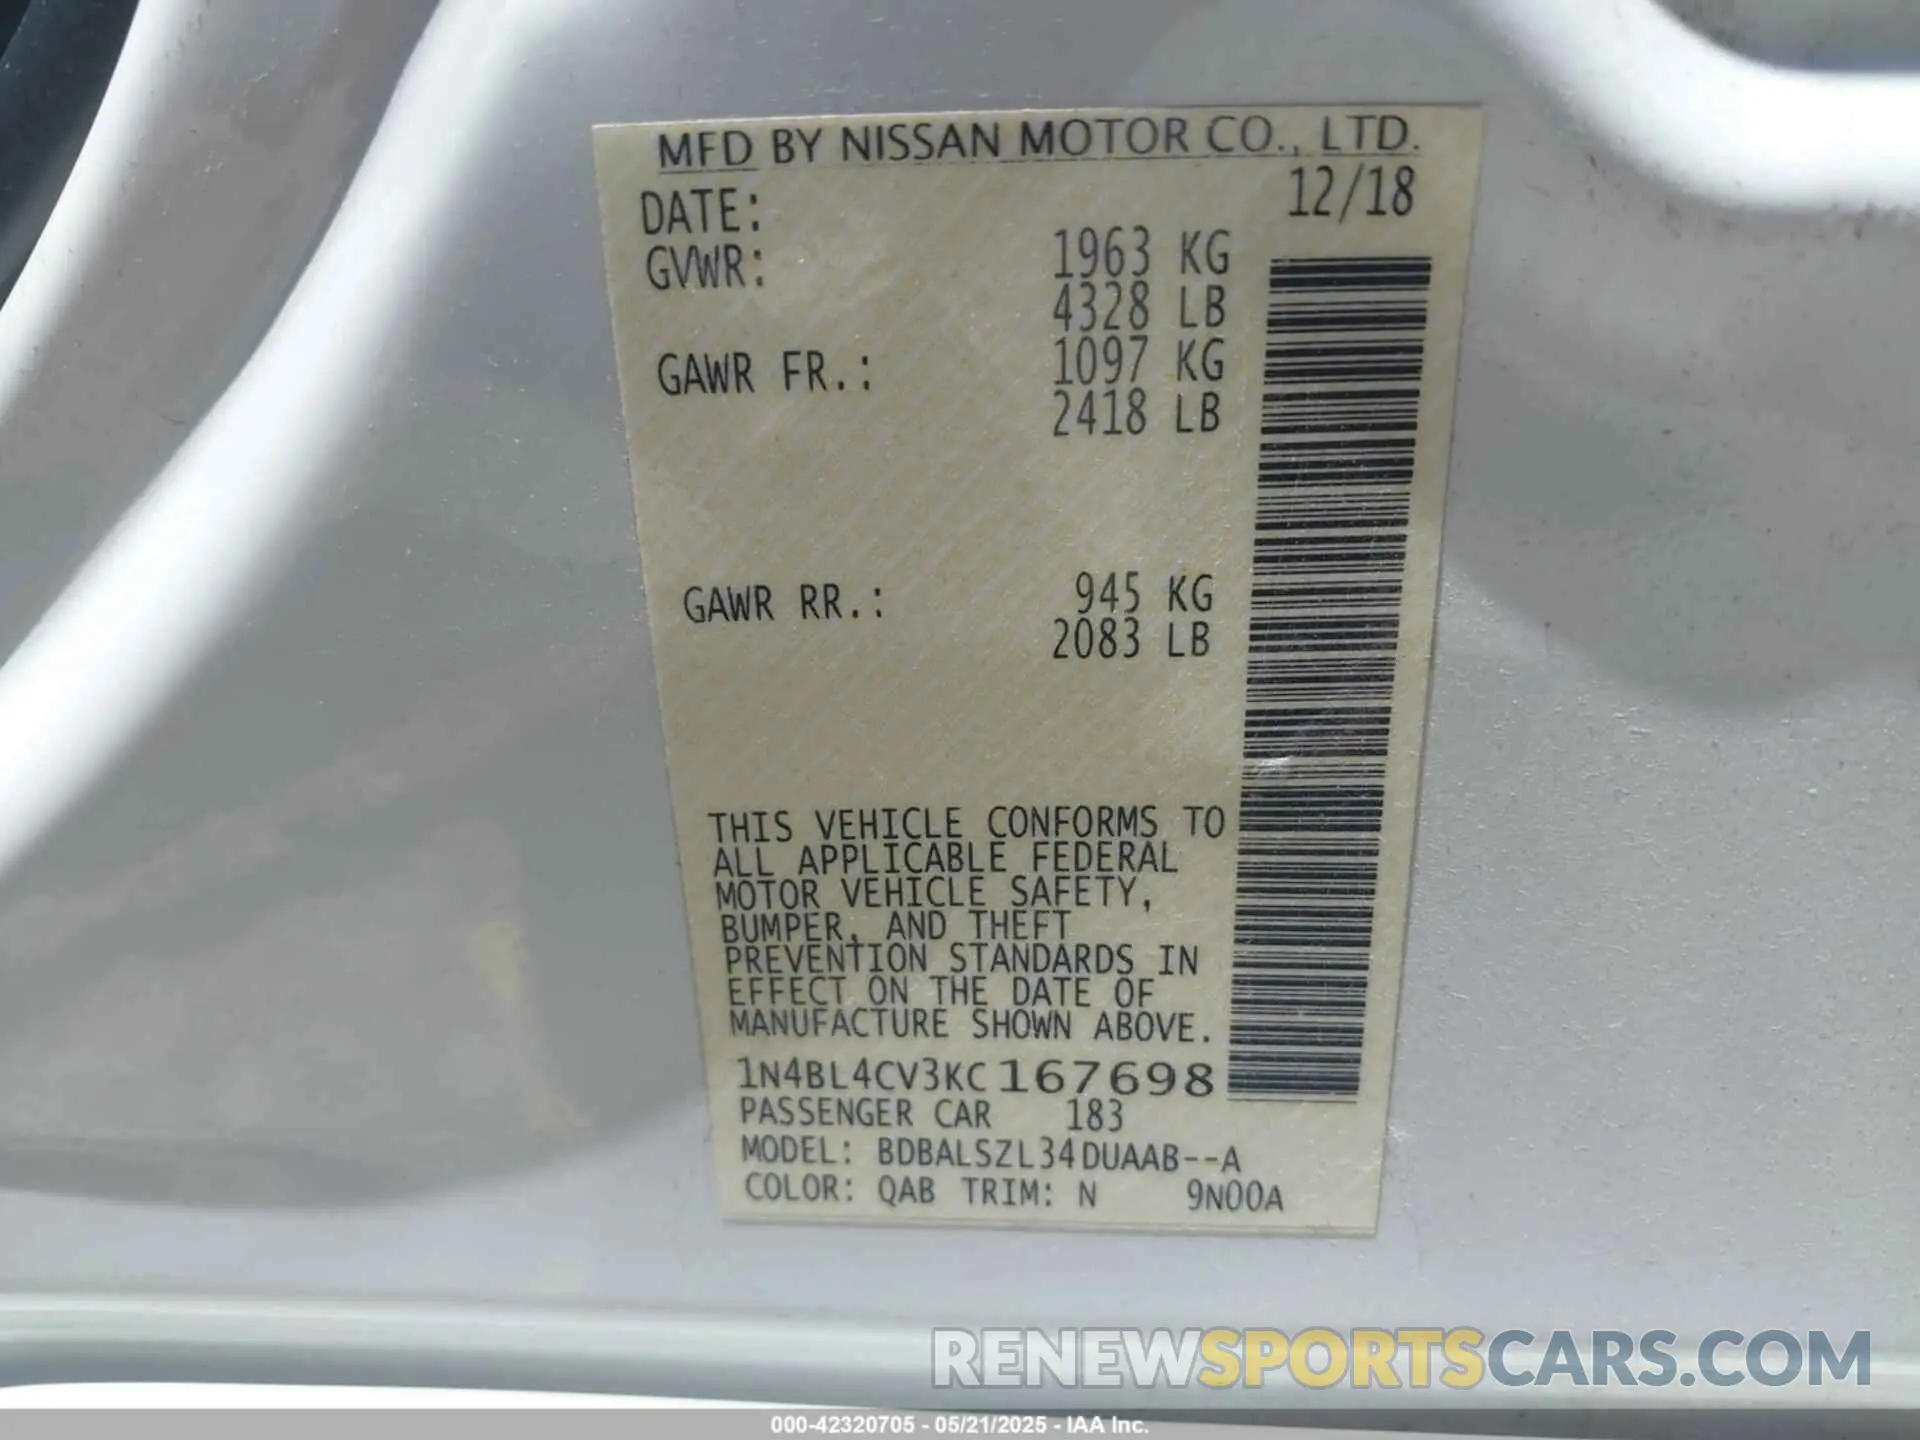 MFD BY NISSAN MOTOR CO., LTD.
DATE: 12/18
GVWR: 1963 KG
4328 LB
GAWR FR.: 1097 KG
2418 LB
GAWR RR.: 945 KG
2083 LB
THIS VEHICLE CONFORMS TO
ALL APPLICABLE FEDERAL
MOTOR VEHICLE SAFETY,
BUMPER, AND THEFT
PREVENTION STANDARDS IN
EFFECT ON THE DATE OF
MANUFACTURE SHOWN ABOVE.
1N4BL4CV3KC167698
PASSENGER CAR 183
MODEL: BDBALSZL34DUAAB--A
COLOR: QAB TRIM: N 9N00A
RENEWSPORTSCARS.COM
000-42320705 - 05/21/2025 - IAA Inc.